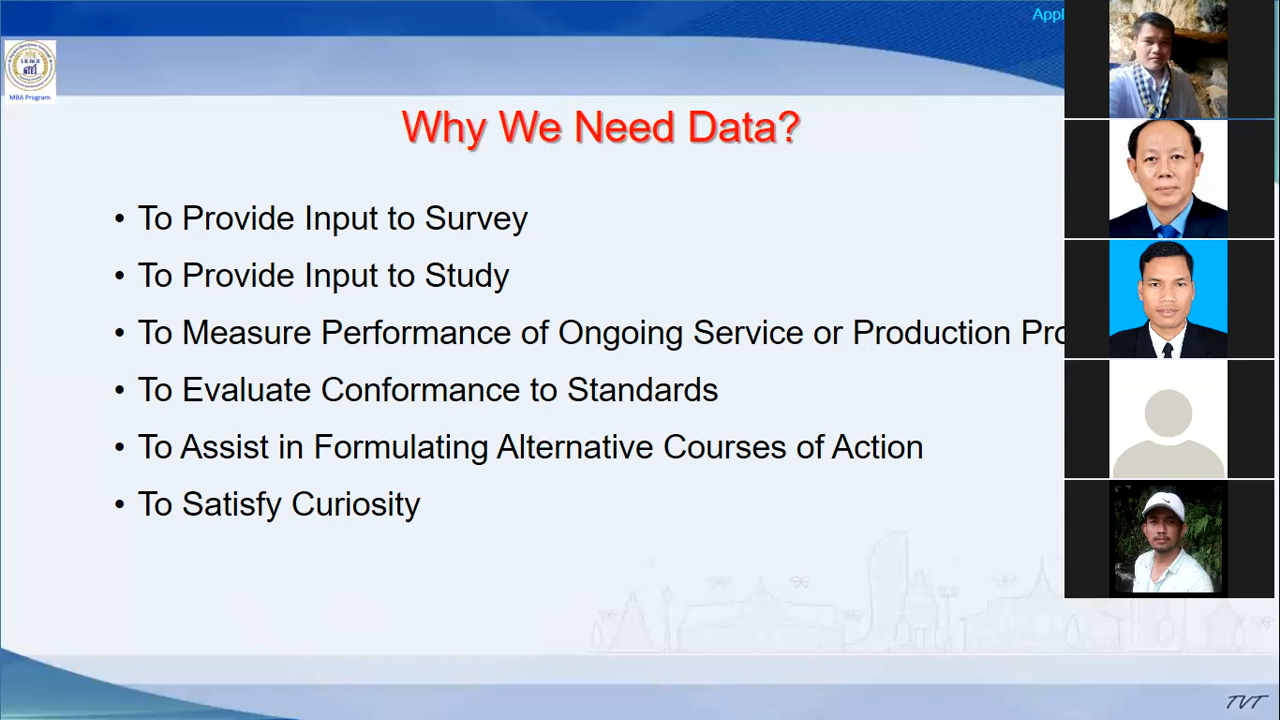 Appl
MBA Program
Why We Need Data?
• To Provide Input to Survey
• To Provide Input to Study
• To Measure Performance of Ongoing Service or Production Pro
• To Evaluate Conformance to Standards
• To Assist in Formulating Alternative Courses of Action
• To Satisfy Curiosity
TVT